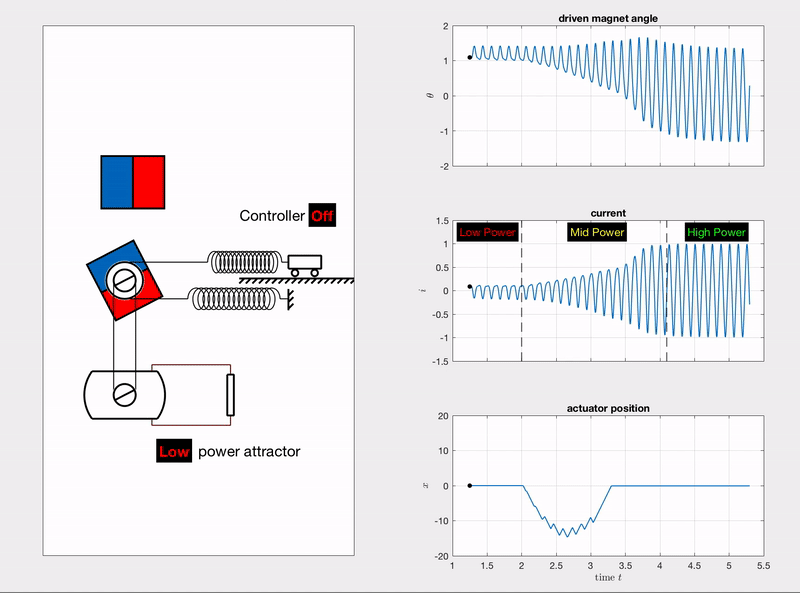 Controller Off
Low power attractor
driven magnet angle
2
1
0
-1
-2
θ
current
Low Power Mid Power High Power
1.5
1
0.5
0
-0.5
-1
-1.5
i
actuator position
20
10
0
-10
-20
x
1 1.5 2 2.5 3 3.5 4 4.5 5 5.5
time t